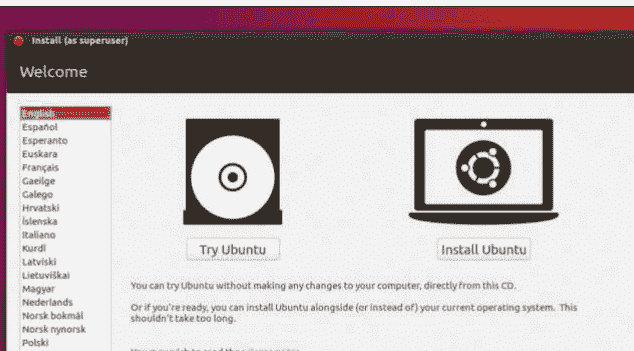 Install (as superuser)
Welcome
English
Español
Esperanto
Euskara
Français
Gaeilge
Galego
Hrvatski
Íslenska
Italiano
Kurdî
Latviski
Lietuviškai
Magyar
Nederlands
Norsk bokmål
Norsk nynorsk
Polski
Try Ubuntu
Install Ubuntu
You can try Ubuntu without making any changes to your computer, directly from this CD.
Or if you're ready, you can install Ubuntu alongside (or instead of) your current operating system. This
shouldn't take too long.